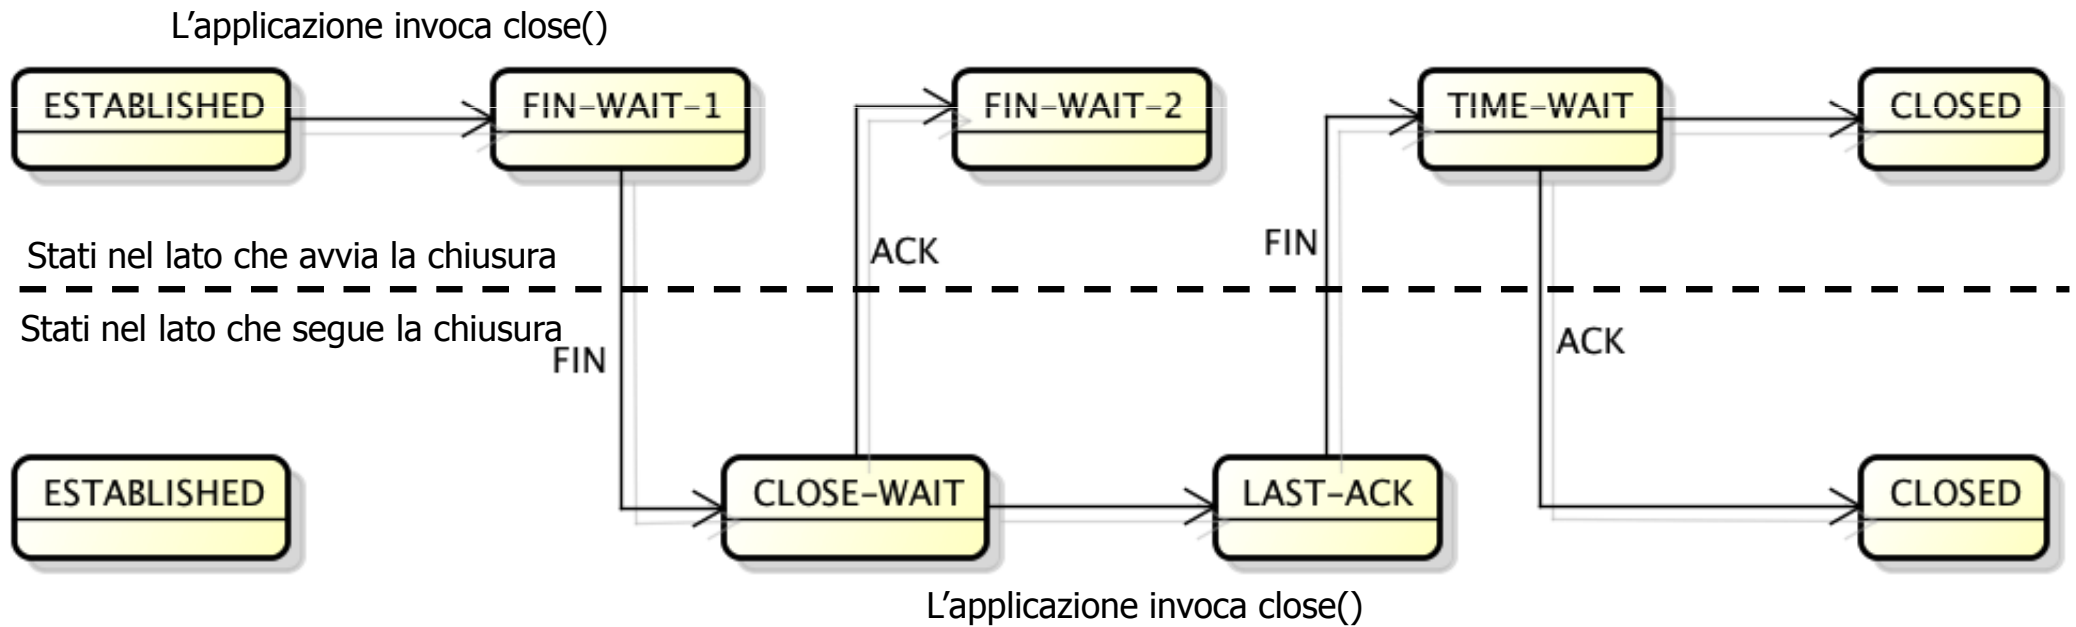 L’applicazione invoca close()
ESTABLISHED
FIN-WAIT-1
FIN-WAIT-2
TIME-WAIT
CLOSED
ACK
FIN
Stati nel lato che avvia la chiusura
Stati nel lato che segue la chiusura
FIN
ACK
ESTABLISHED
CLOSE-WAIT
LAST-ACK
CLOSED
L’applicazione invoca close()